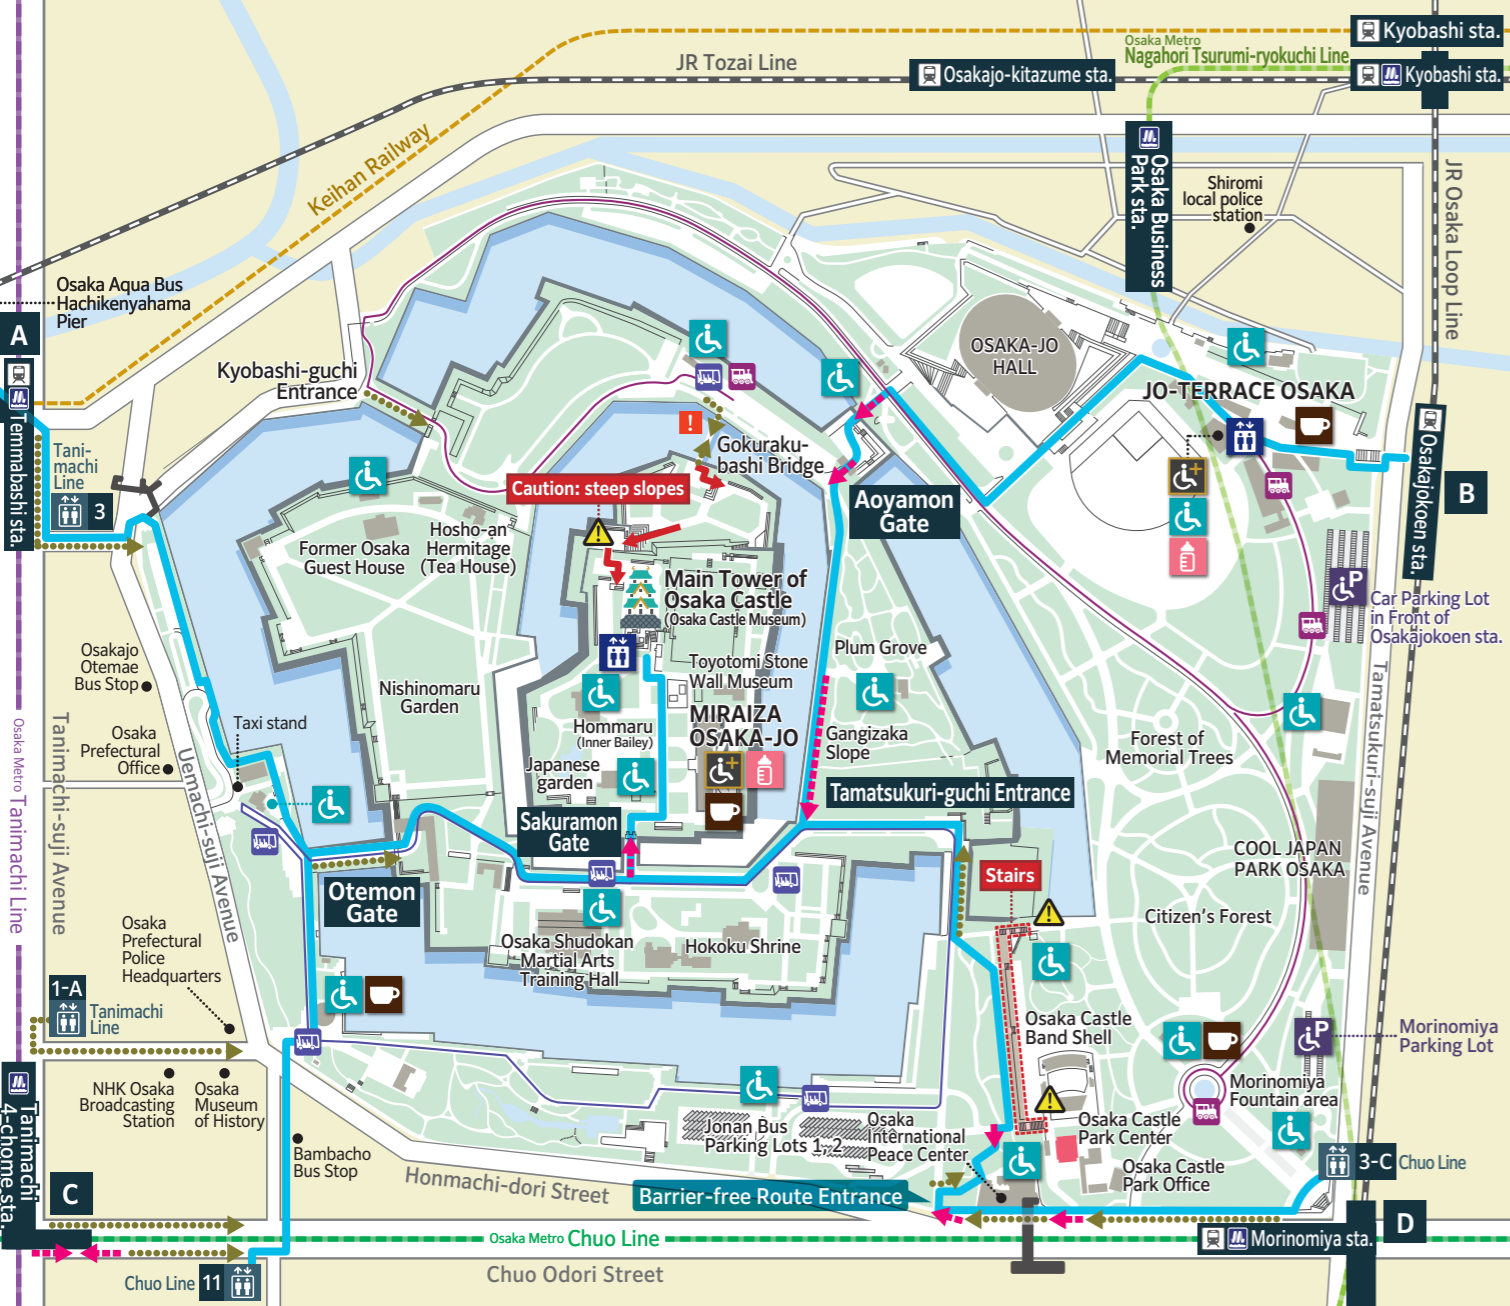 Kyobashi sta.
Osaka Metro
Nagahori Tsurumi-ryokuchi Line
JR Tozai Line
Osakajo-kitazume sta.
Kyobashi sta.
Keihan Railway
Osaka Business
Park sta.
Shiromi
local police
station
JR Osaka Loop Line
Osaka Aqua Bus
Hachikenyahama
Pier
A
Temmabashi sta.
Kyobashi-guchi
Entrance
OSAKA-JO
HALL
JO-TERRACE OSAKA
Tani-
machi
Line
3
!
Gokuraku-
bashi Bridge
Caution: steep slopes
Aoyamon
Gate
B
Osakajokoen sta.
Former Osaka
Guest House
Hosho-an
Hermitage
(Tea House)
Main Tower of
Osaka Castle
(Osaka Castle Museum)
P
Car Parking Lot
in Front of
Osakajokoen sta.
Osakajo
Otemae
Bus Stop
Plum Grove
Toyotomi Stone
Wall Museum
Nishinomaru
Garden
Tanimachi-suji Avenue
Osaka Metro Tanimachi Line
Taxi stand
Osaka
Prefectural
Office
Uemachi-suji Avenue
Hommaru
(Inner Bailey)
MIRAIZA
OSAKA-JO
Gangizaka
Slope
Forest of
Memorial Trees
Tamatsukuri-suji Avenue
Japanese
garden
Tamatsukuri-guchi Entrance
Sakuramon
Gate
COOL JAPAN
PARK OSAKA
Stairs
Otemon
Gate
Citizen's Forest
Osaka
Prefectural
Police
Headquarters
Osaka Shudokan
Martial Arts
Training Hall
Hokoku Shrine
1-A
Tanimachi
Line
Osaka Castle
Band Shell
P
Morinomiya
Parking Lot
NHK Osaka
Broadcasting
Station
Osaka
Museum
of History
Morinomiya
Fountain area
Jonan Bus
Parking Lots 1, 2
Osaka
International
Peace Center
Osaka Castle
Park Center
Tanimachi
4-chome sta.
Bambacho
Bus Stop
Osaka Castle
Park Office
3-C
Chuo Line
C
Honmachi-dori Street
Barrier-free Route Entrance
D
Osaka Metro Chuo Line
Morinomiya sta.
Chuo Line
11
Chuo Odori Street